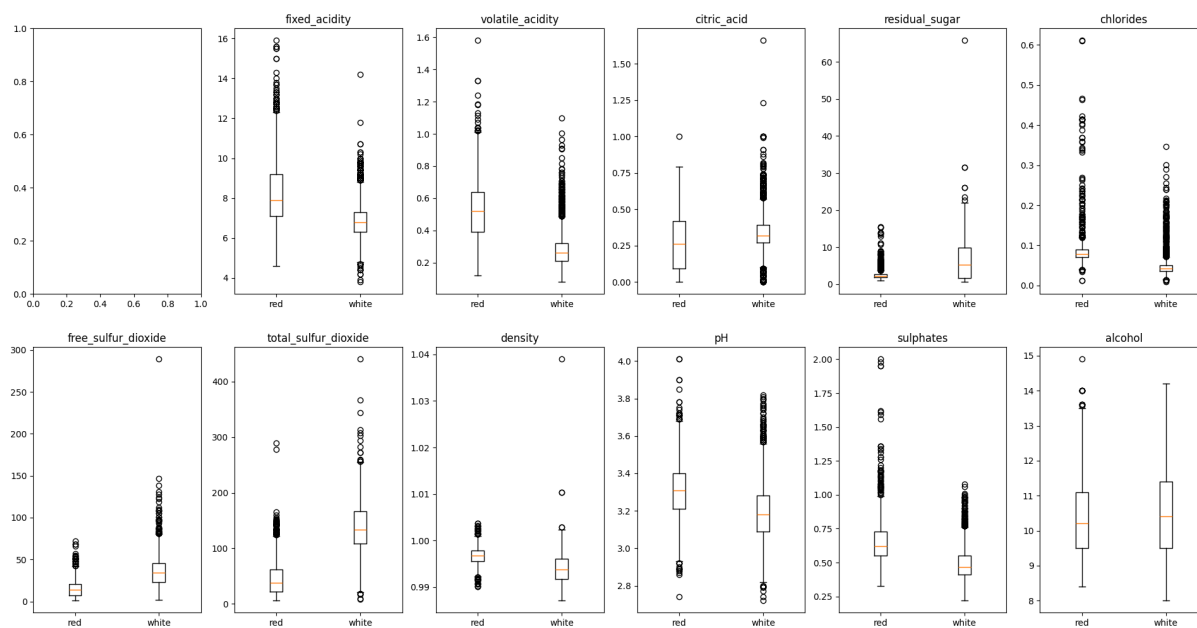 fixed_acidity volatile_acidity citric_acid residual_sugar chlorides
1.0 16 1.6 1.50 60 0.6
0.8 14 1.4 1.25 50 0.5
0.6 12 1.2 1.00 40 0.4
0.4 10 1.0 0.75 30 0.3
0.2 8 0.8 0.50 20 0.2
0.0 6 0.6 0.25 10 0.1
4 0.4 0.00 0 0.0
0.2
0.0 0.2 0.4 0.6 0.8 1.0 red white red white red white red white red white
free_sulfur_dioxide total_sulfur_dioxide density pH sulphates alcohol
300 400 1.04 4.0 2.00 15
250 300 1.03 3.8 1.75 14
200 200 1.02 3.6 1.50 13
150 100 1.01 3.4 1.25 12
100 0 1.00 3.2 1.00 11
50 0.99 3.0 0.75 10
0 2.8 0.50 9
0.25 8
red white red white red white red white red white red white